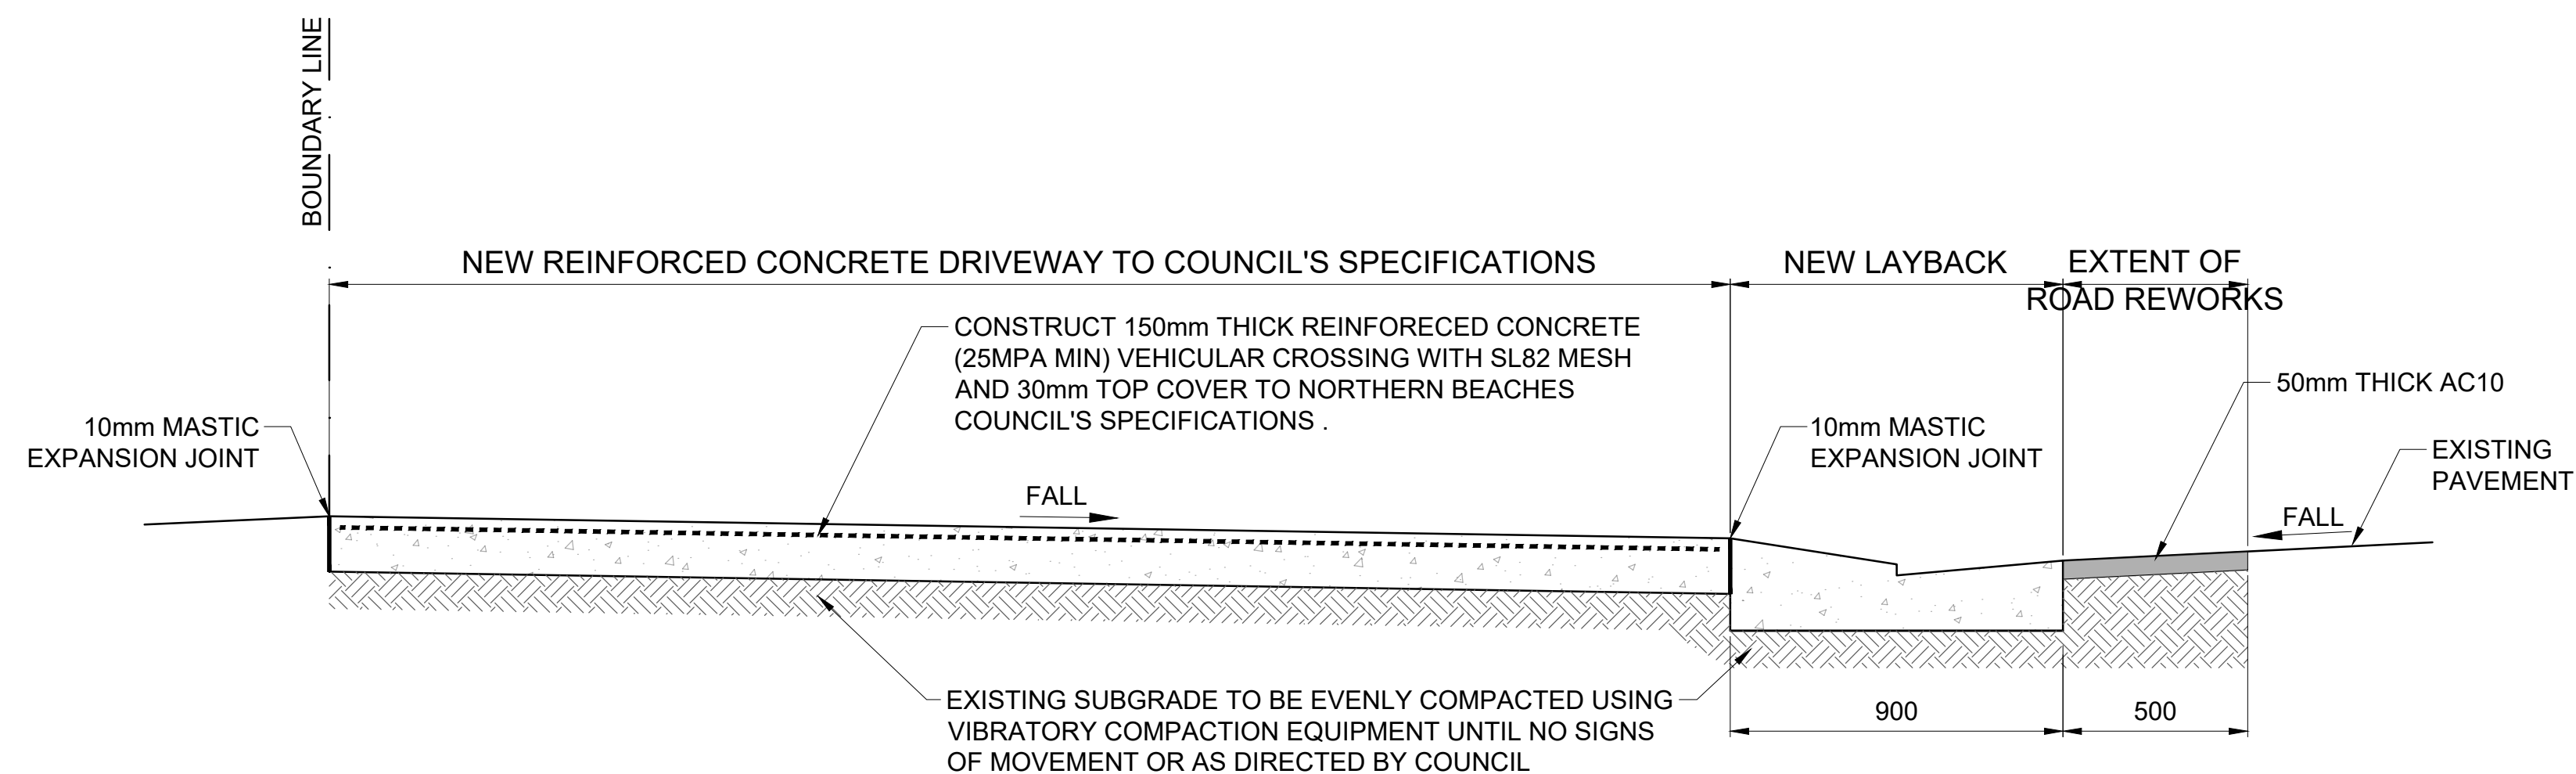 BOUNDARY LINE
NEW REINFORCED CONCRETE DRIVEWAY TO COUNCIL'S SPECIFICATIONS
NEW LAYBACK
EXTENT OF
ROAD REWORKS
CONSTRUCT 150mm THICK REINFORECED CONCRETE
(25MPA MIN) VEHICULAR CROSSING WITH SL82 MESH
AND 30mm TOP COVER TO NORTHERN BEACHES
COUNCIL'S SPECIFICATIONS .
50mm THICK AC10
10mm MASTIC
EXPANSION JOINT
10mm MASTIC
EXPANSION JOINT
EXISTING
PAVEMENT
FALL
FALL
EXISTING SUBGRADE TO BE EVENLY COMPACTED USING
VIBRATORY COMPACTION EQUIPMENT UNTIL NO SIGNS
OF MOVEMENT OR AS DIRECTED BY COUNCIL
900
500